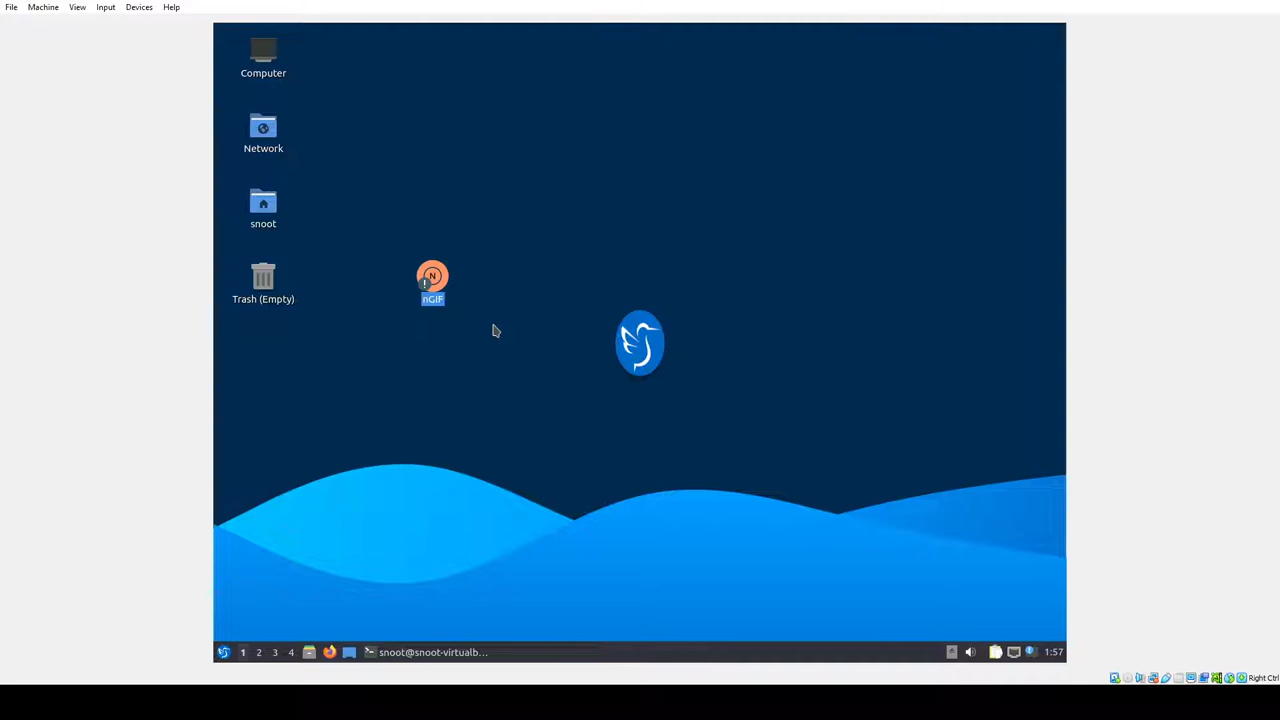 File Machine View Input Devices Help
Computer
Network
snoot
Trash (Empty)
N
!
nGIF
1 2 3 4 snoot@snoot-virtualb... 1:57
Right Ctrl